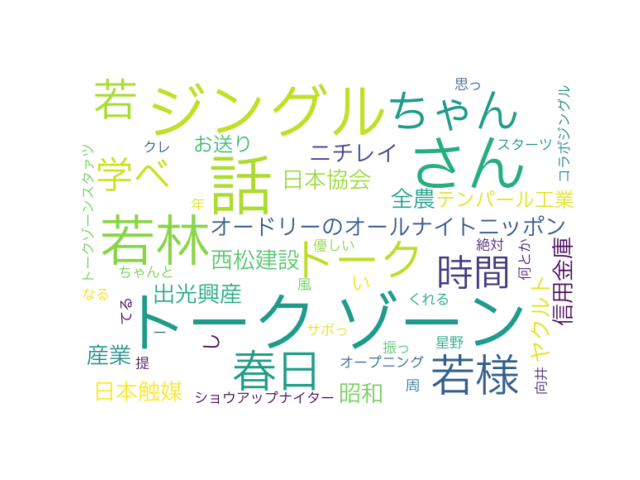 思っ
若
ジングル
ちゃん
コラボジングル
クレ
お送り
ニチレイ
さん
スターツ
トークゾーンスタァッツ
学べ
話
日本協会
全農
テンパール工業
年
若林
オードリーのオールナイトニッポン
ちゃんと
西松建設
優しい
トーク
時間
絶対
何とか
信用金庫
なる
てる
出光興産
風
い
くれる
トークゾーン
ヤクルト
産業
提
一
し
サポっ
振っ
星野
春日
オープニング
若様
向井
日本触媒
ショウアップナイター
昭和
周